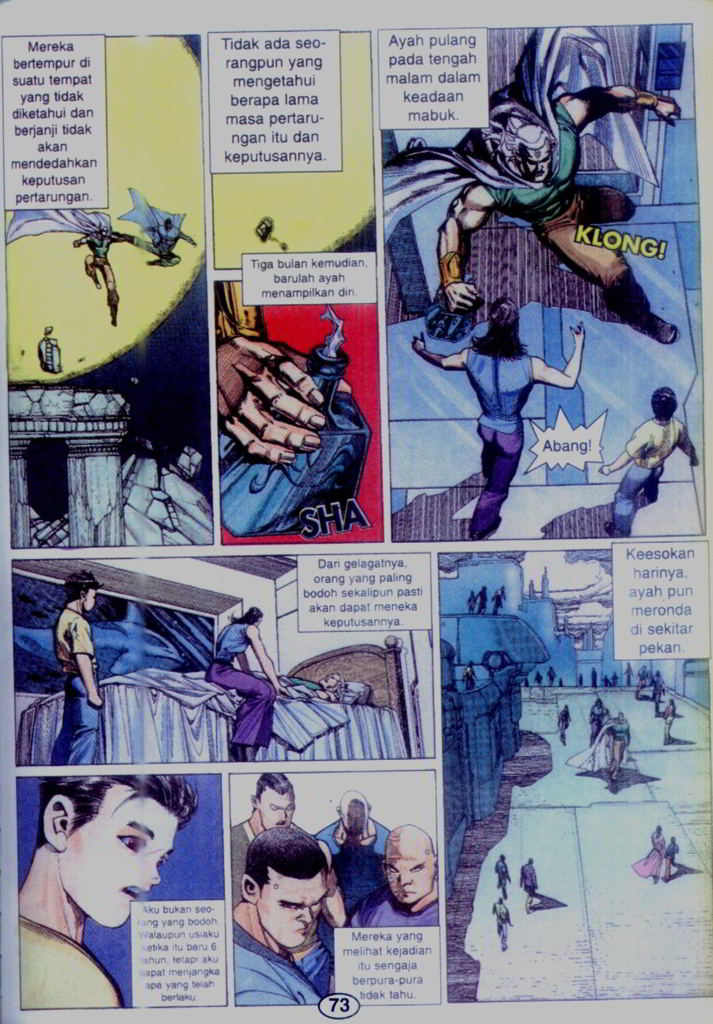 Mereka
bertempur di
suatu tempat
yang tidak
diketahui dan
berjanji tidak
akan
mendedahkan
keputusan
pertarungan.
Tidak ada seo-
rangpun yang
mengetahui
berapa lama
masa pertaru-
ngan itu dan
keputusannya.
Tiga bulan kemudian,
barulah ayah
menampilkan diri.
SHA
Ayah pulang
pada tengah
malam dalam
keadaan
mabuk.
KLONG!
Abang!
Dari gelagatnya,
orang yang paling
bodoh sekalipun pasti
akan dapat meneka
keputusannya.
Keesokan
harinya,
ayah pun
meronda
di sekitar
pekan.
Aku bukan seo-
rang yang bodoh.
Walaupun usiaku
ketika itu baru 6
tahun, tetapi aku
dapat menjangka
apa yang telah
berlaku.
Mereka yang
melihat kejadian
itu sengaja
berpura-pura
tidak tahu.
73